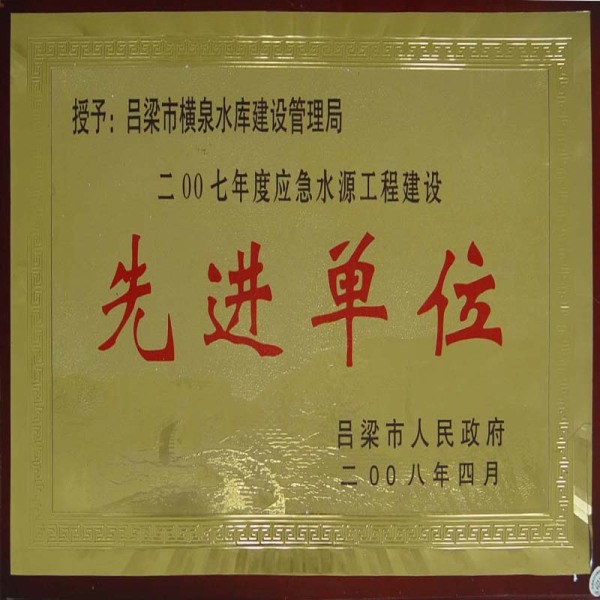 授予：吕梁市横泉水库建设管理局
二00七年度应急水源工程建设
先进单位
吕梁市人民政府
二00八年四月